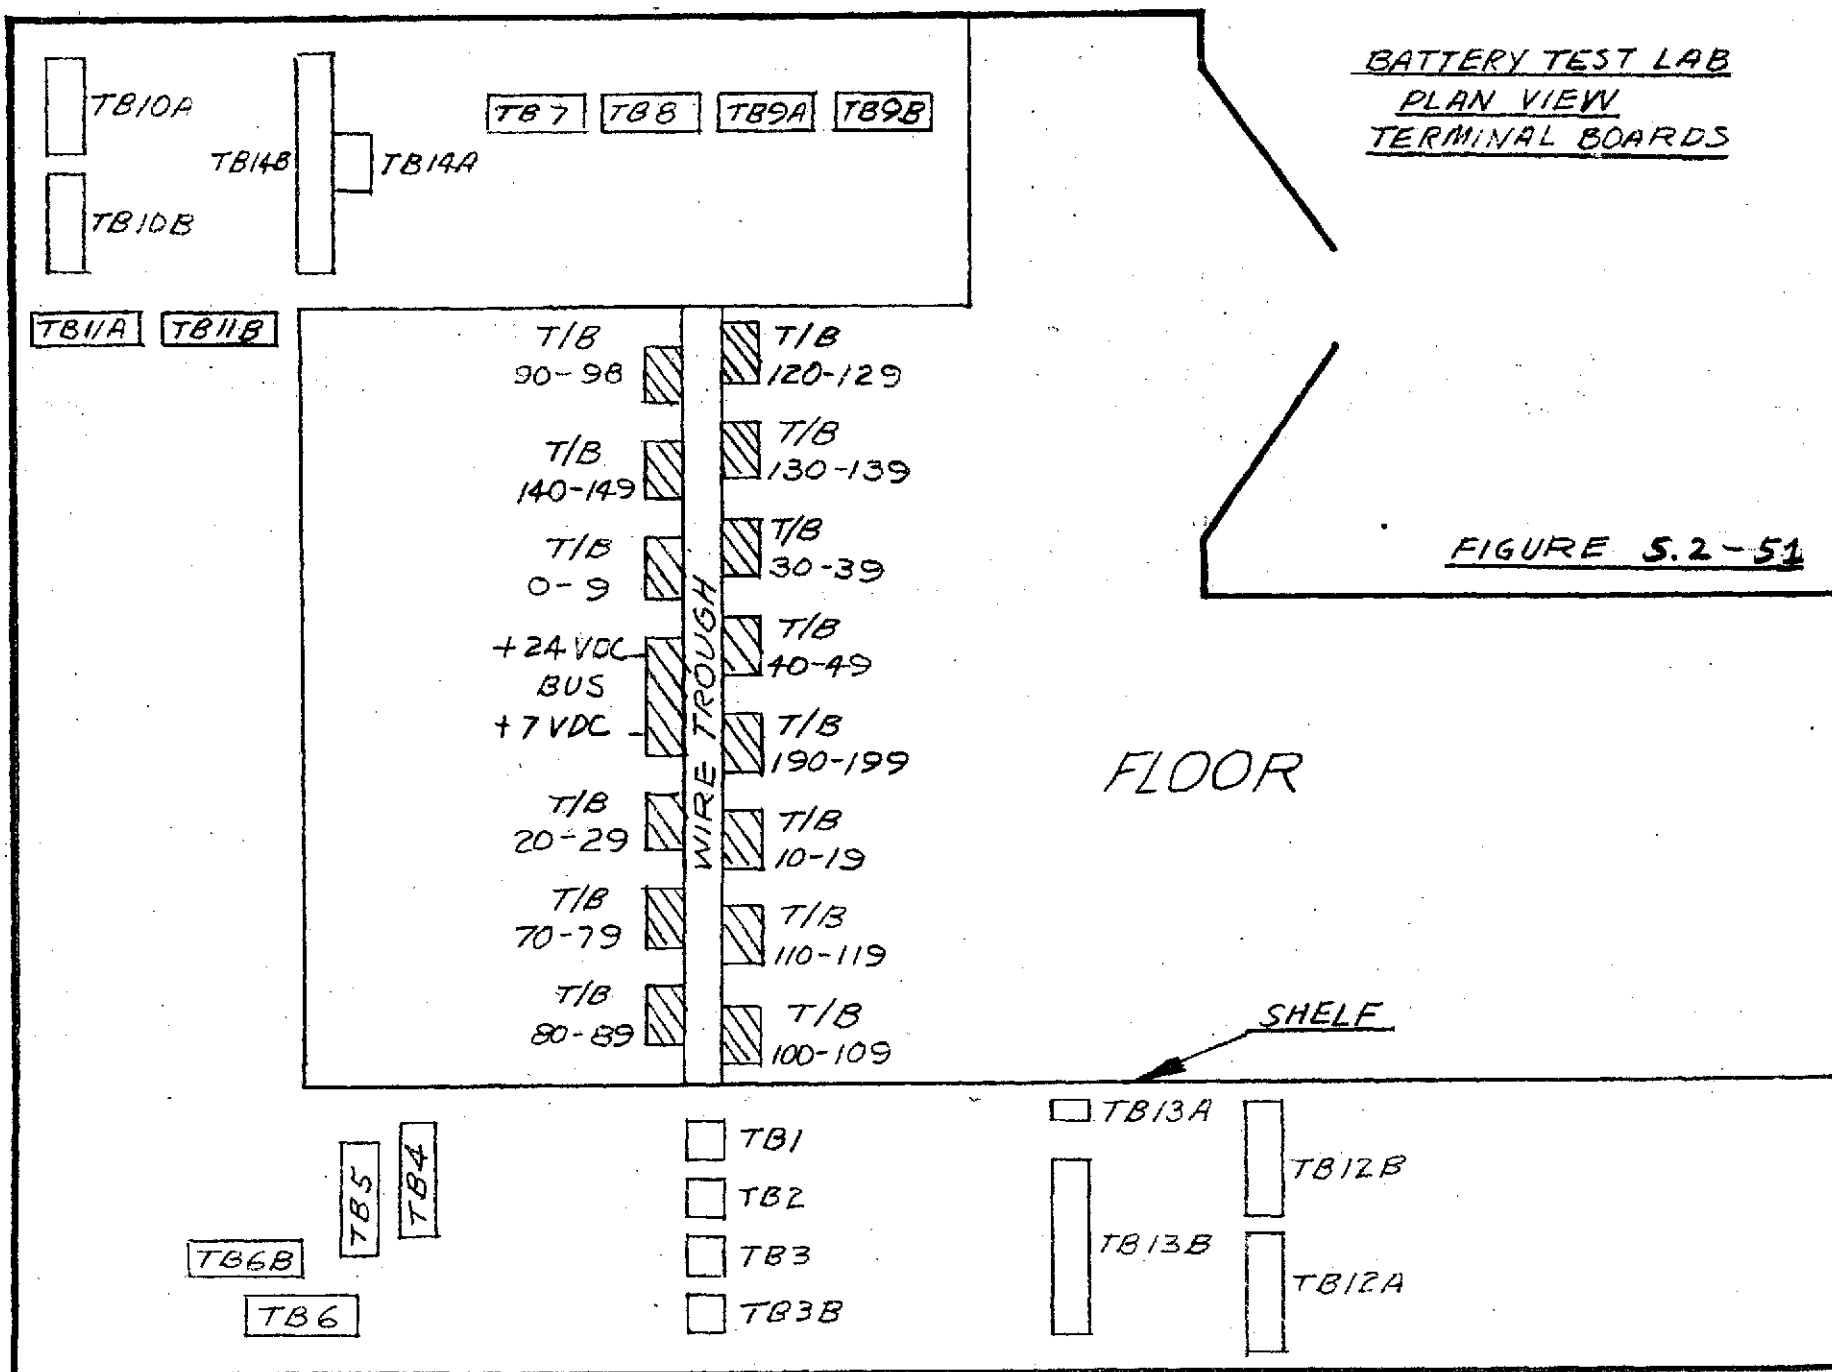 BATTERY TEST LAB
PLAN VIEW
TERMINAL BOARDS
TB10A
TB10B
TB14B
TB14A
TB7
TB8
TB9A
TB9B
TB11A
TB11B
T/B
90-98
T/B
140-149
T/B
0-9
+24 VDC
BUS
+7 VDC
T/B
20-29
T/B
70-79
T/B
80-89
WIRE TROUGH
T/B
120-129
T/B
130-139
T/B
30-39
T/B
40-49
T/B
190-199
T/B
10-19
T/B
110-119
T/B
100-109
FIGURE 5.2-51
FLOOR
SHELF
TB5
TB4
TB6B
TB6
TB1
TB2
TB3
TB3B
TB13A
TB13B
TB12B
TB12A